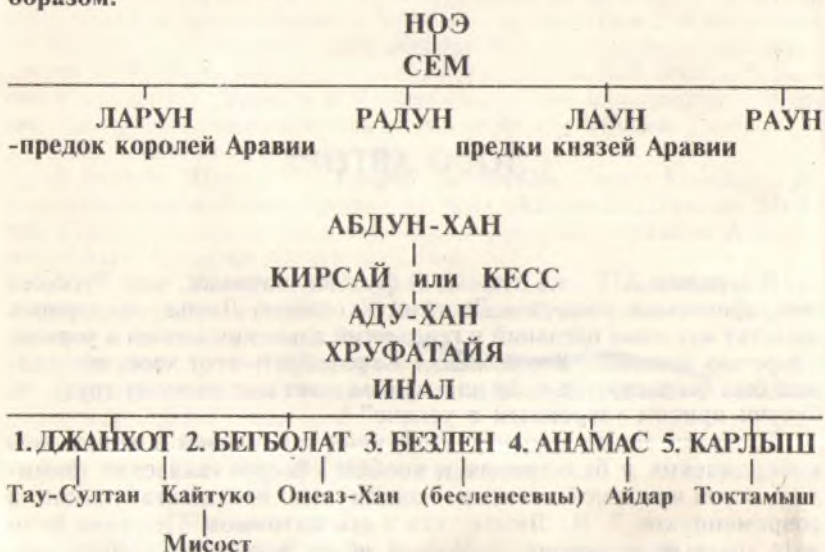 образом:
НОЭ
СЕМ
ЛАРУН РАДУН ЛАУН РАУН
-предок королей Аравии предки князей Аравии
АБДУН-ХАН
КИРСАЙ или КЕСС
АДУ-ХАН
ХРУФАТАЙЯ
ИНАЛ
1. ДЖАНХОТ 2. БЕГБОЛАТ 3. БЕЗЛЕН 4. АНАМАС 5. КАРЛЫШ
Тау-Султан Кайтуко Онеаз-Хан (бесленеевцы) Айдар Токтамыш
Мисост